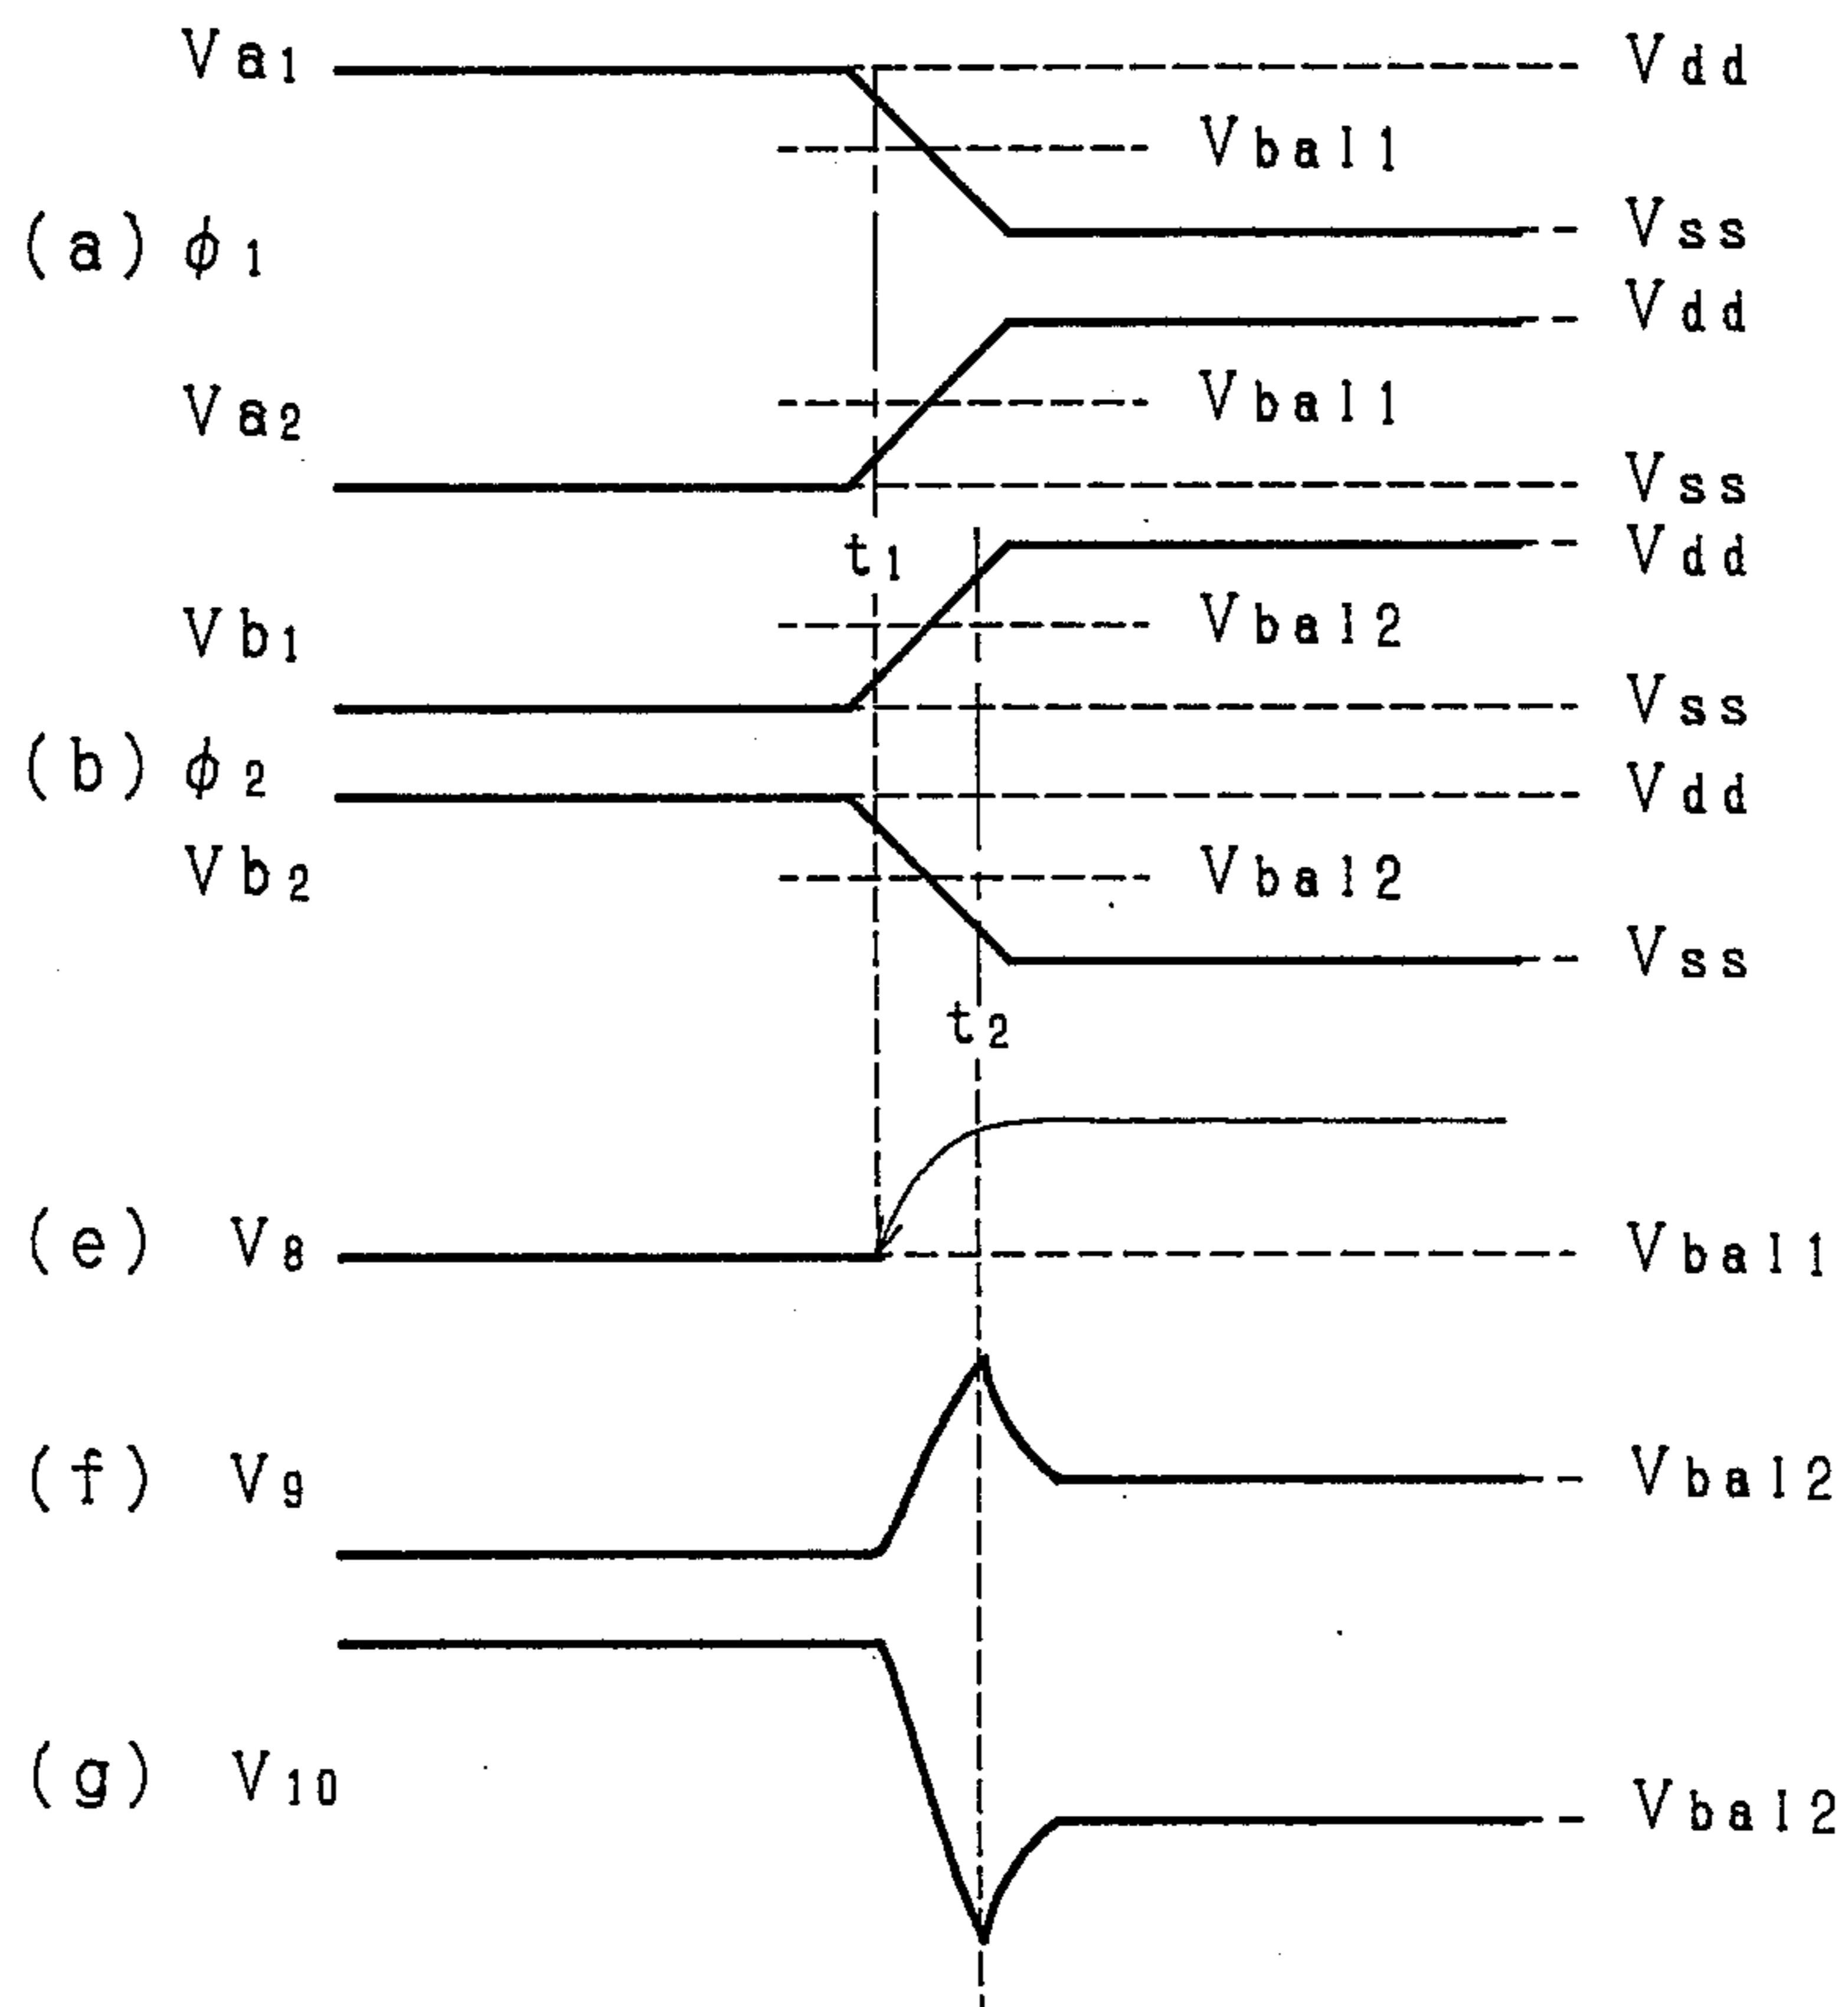 Va1 Vdd
Vbal1
(a) ϕ1 Vss
Vdd
Va2 Vbal1
Vss
t1 Vdd
Vb1 Vbal2
Vss
(b) ϕ2 Vdd
Vb2 Vbal2
Vss
t2
(e) V8 Vbal1
(f) V9 Vbal2
(g) V10 Vbal2